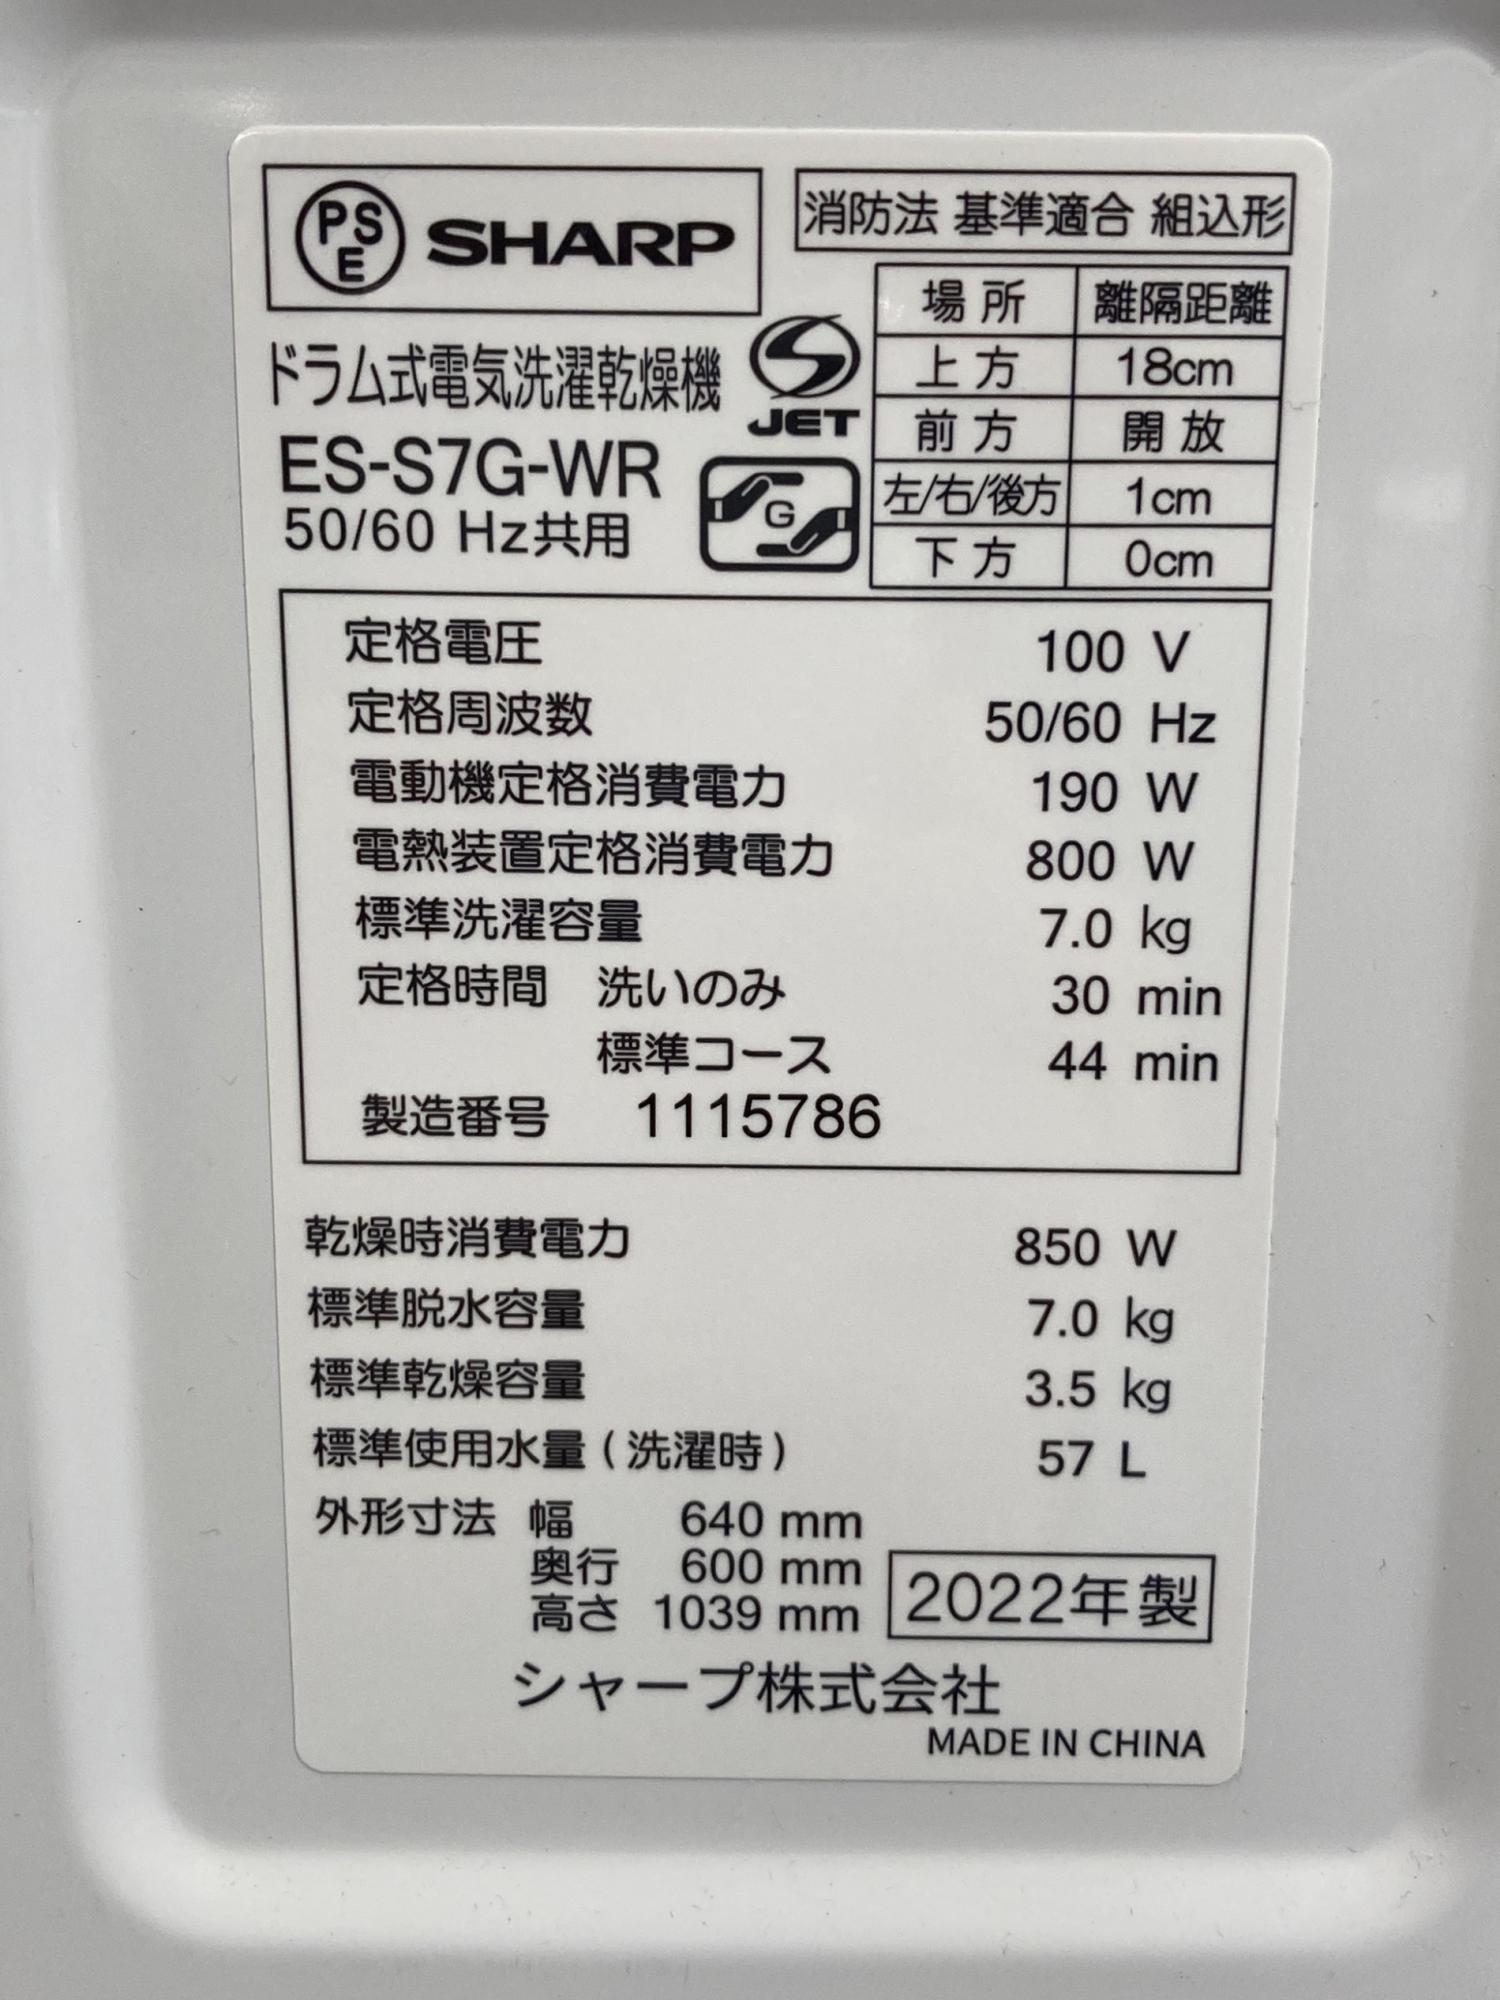 PSE SHARP
ドラム式電気洗濯乾燥機
ES-S7G-WR
50/60 Hz共用
S JET
G
消防法 基準適合 組込形
場所 離隔距離
上方 18cm
前方 開放
左/右/後方 1cm
下方 0cm
定格電圧 100 V
定格周波数 50/60 Hz
電動機定格消費電力 190 W
電熱装置定格消費電力 800 W
標準洗濯容量 7.0 kg
定格時間 洗いのみ 30 min
標準コース 44 min
製造番号 1115786
乾燥時消費電力 850 W
標準脱水容量 7.0 kg
標準乾燥容量 3.5 kg
標準使用水量(洗濯時) 57 L
外形寸法 幅 640 mm
奥行 600 mm
高さ 1039 mm
2022年製
シャープ株式会社
MADE IN CHINA